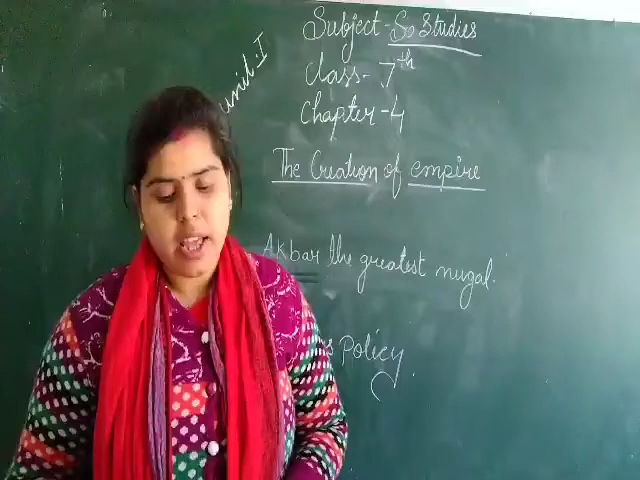 Subject - So Studies
unit - I
Class - 7th
Chapter - 4
The Creation of empire
Akbar the greatest mugal.
s Policy